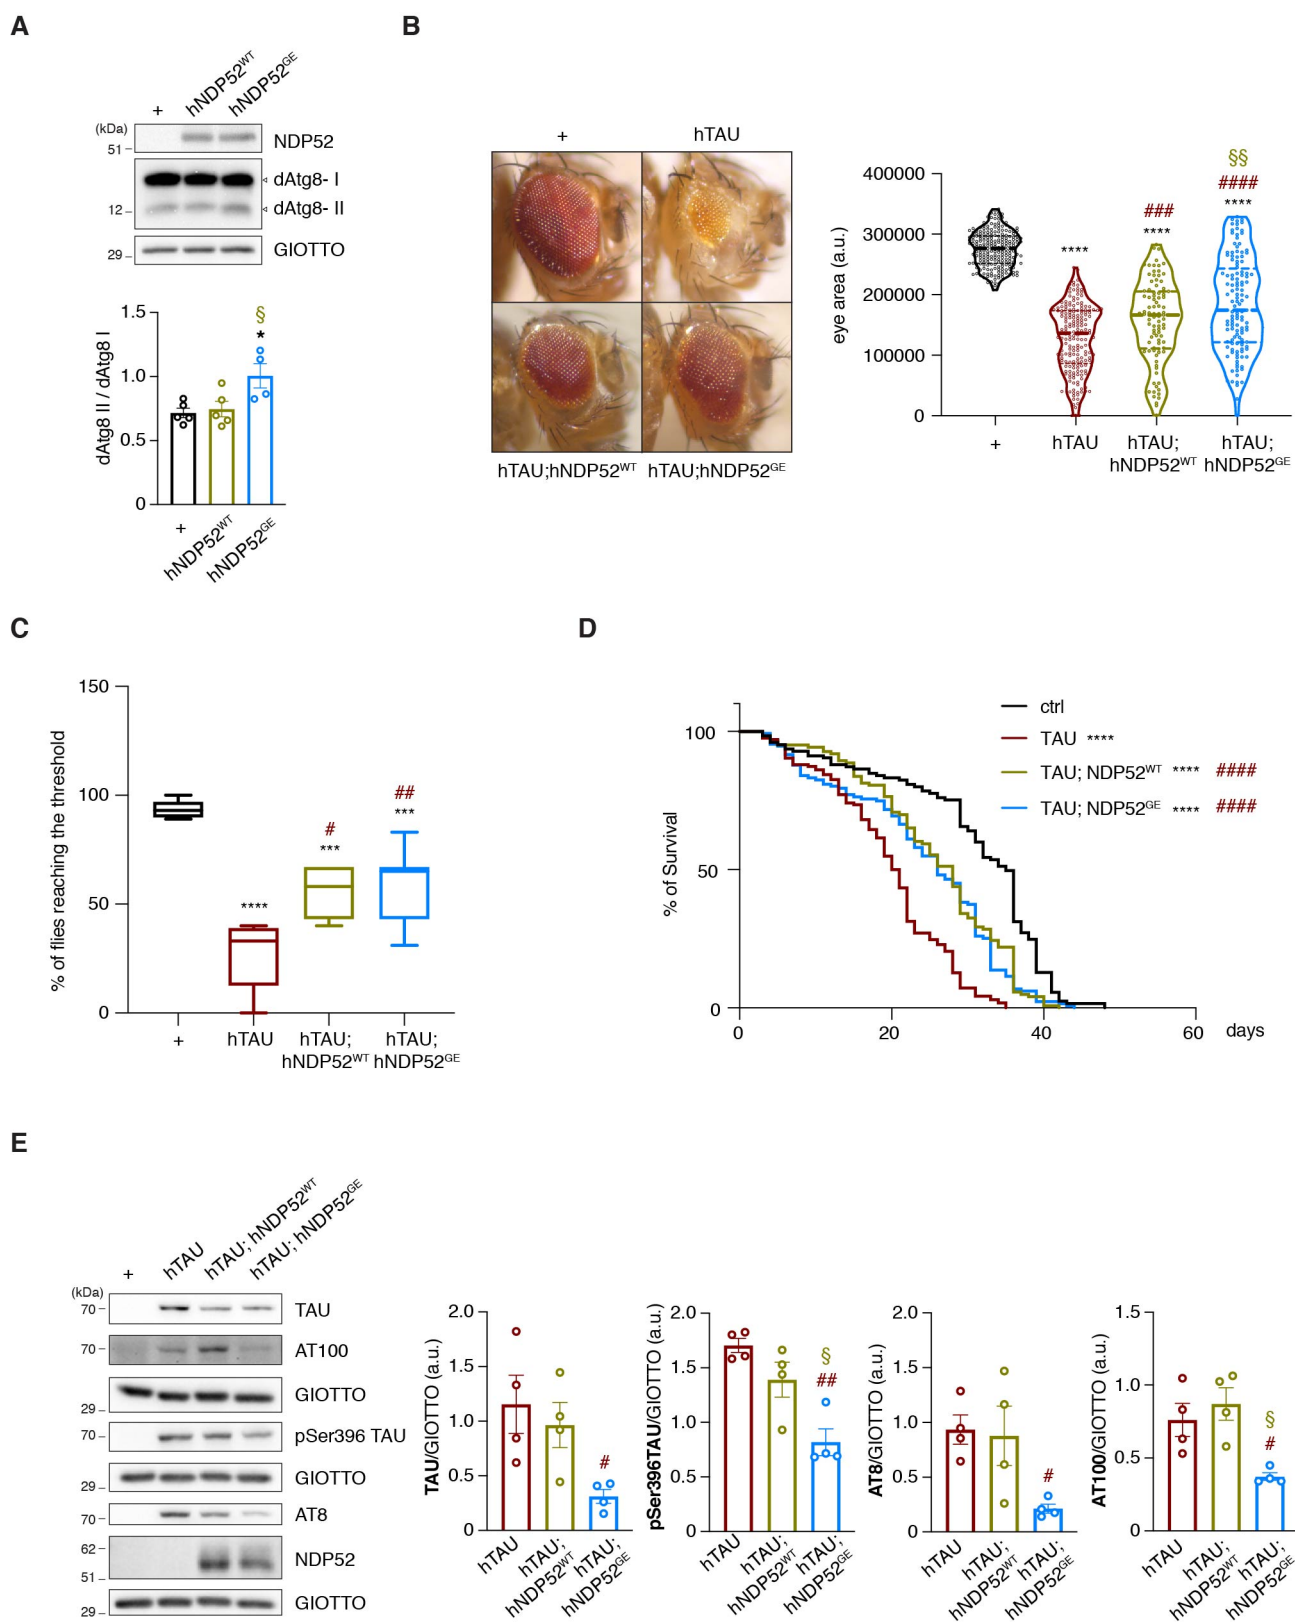 A
+
hNDP52WT
hNDP52GE
(kDa)
51
NDP52
dAtg8- I
12
dAtg8- II
29
GIOTTO
1.5
1.0
0.5
0
dAtg8 II / dAtg8 I
§
*
+
hNDP52WT
hNDP52GE
B
+ hTAU
hTAU;hNDP52WT hTAU;hNDP52GE
400000
300000
200000
100000
0
eye area (a.u.)
****
###
****
§§
####
****
+
hTAU
hTAU;
hNDP52WT
hTAU;
hNDP52GE
C
150
100
50
0
% of flies reaching the threshold
****
#
***
##
***
+
hTAU
hTAU;
hNDP52WT
hTAU;
hNDP52GE
D
100
50
0
% of Survival
ctrl
TAU ****
TAU; NDP52WT **** ####
TAU; NDP52GE **** ####
0 20 40 60 days
E
+
hTAU
hTAU; hNDP52WT
hTAU; hNDP52GE
(kDa)
70
TAU
70
AT100
29
GIOTTO
70
pSer396 TAU
29
GIOTTO
70
AT8
62
51
NDP52
29
GIOTTO
2.0
1.5
1.0
0.5
0
TAU/GIOTTO (a.u.)
#
hTAU
hTAU;
hNDP52WT
hTAU;
hNDP52GE
2.0
1.5
1.0
0.5
0
pSer396TAU/GIOTTO (a.u.)
§
##
hTAU
hTAU;
hNDP52WT
hTAU;
hNDP52GE
2.0
1.5
1.0
0.5
0
AT8/GIOTTO (a.u.)
#
hTAU
hTAU;
hNDP52WT
hTAU;
hNDP52GE
1.5
1.0
0.5
0
AT100/GIOTTO (a.u.)
§
#
hTAU
hTAU;
hNDP52WT
hTAU;
hNDP52GE